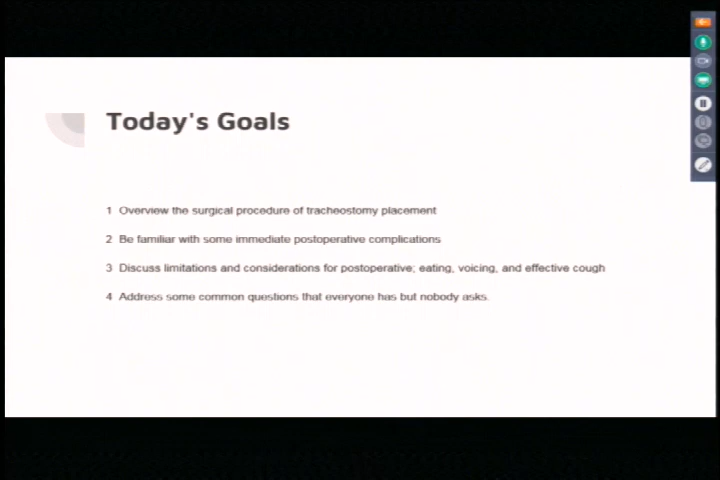 Today's Goals
1 Overview the surgical procedure of tracheostomy placement
2 Be familiar with some immediate postoperative complications
3 Discuss limitations and considerations for postoperative; eating, voicing, and effective cough
4 Address some common questions that everyone has but nobody asks.